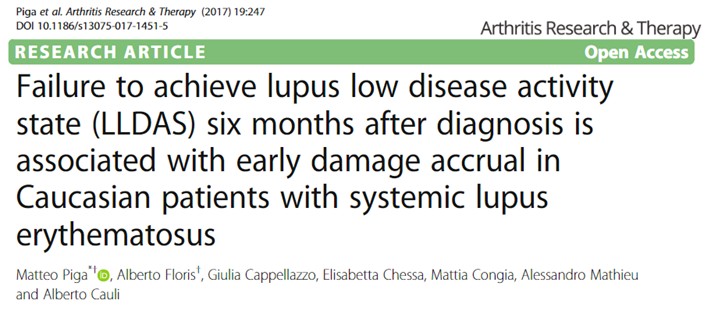 Piga et al. Arthritis Research & Therapy (2017) 19:247
DOI 10.1186/s13075-017-1451-5
Arthritis Research & Therapy
RESEARCH ARTICLE
Open Access
Failure to achieve lupus low disease activity
state (LLDAS) six months after diagnosis is
associated with early damage accrual in
Caucasian patients with systemic lupus
erythematosus
Matteo Piga*† iD, Alberto Floris†, Giulia Cappellazzo, Elisabetta Chessa, Mattia Congia, Alessandro Mathieu
and Alberto Cauli